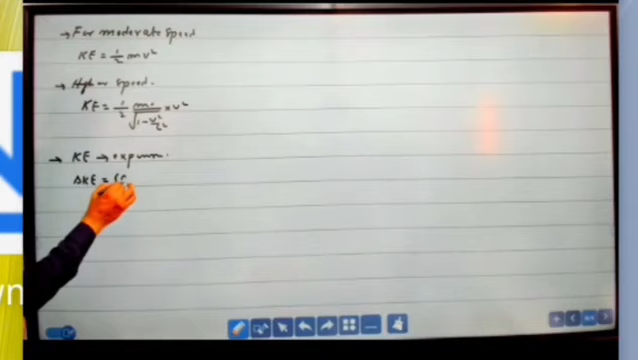 → For moderate speed
KE = 1/2 mv²
→ Higher speed.
KE = 1/2 m₀/√(1-v²/c²) × v²
→ KE →
ΔKE =